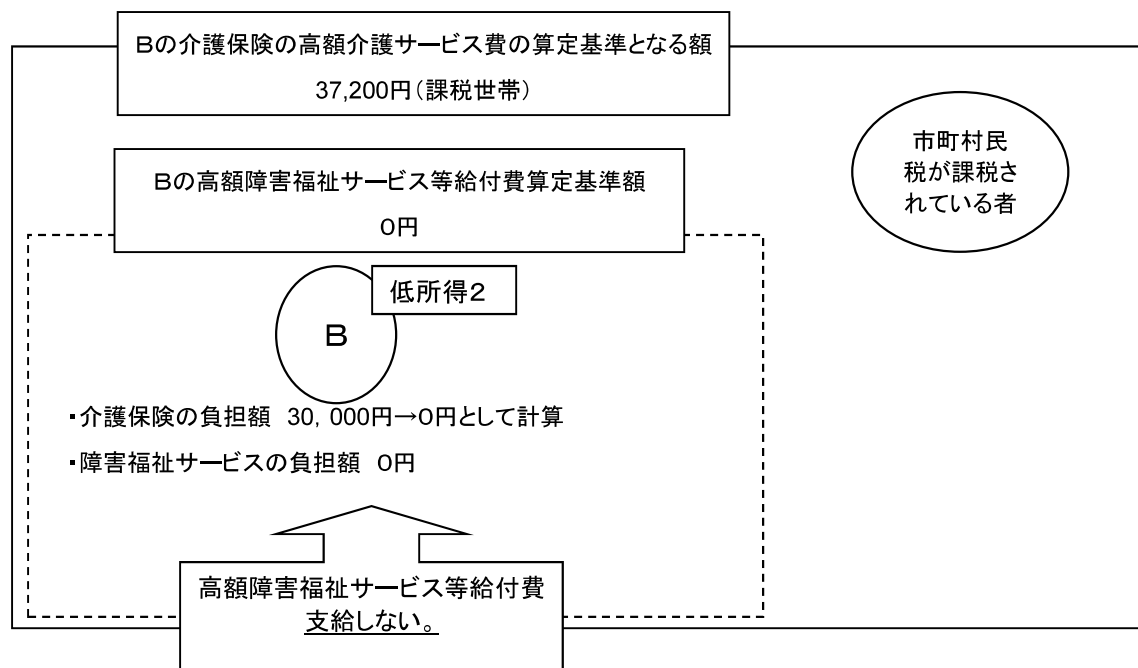 Bの介護保険の高額介護サービス費の算定基準となる額
37,200円(課税世帯)
市町村民
税が課税さ
れている者
Bの高額障害福祉サービス等給付費算定基準額
0円
低所得2
B
・介護保険の負担額 30,000円→0円として計算
・障害福祉サービスの負担額 0円
高額障害福祉サービス等給付費
支給しない。